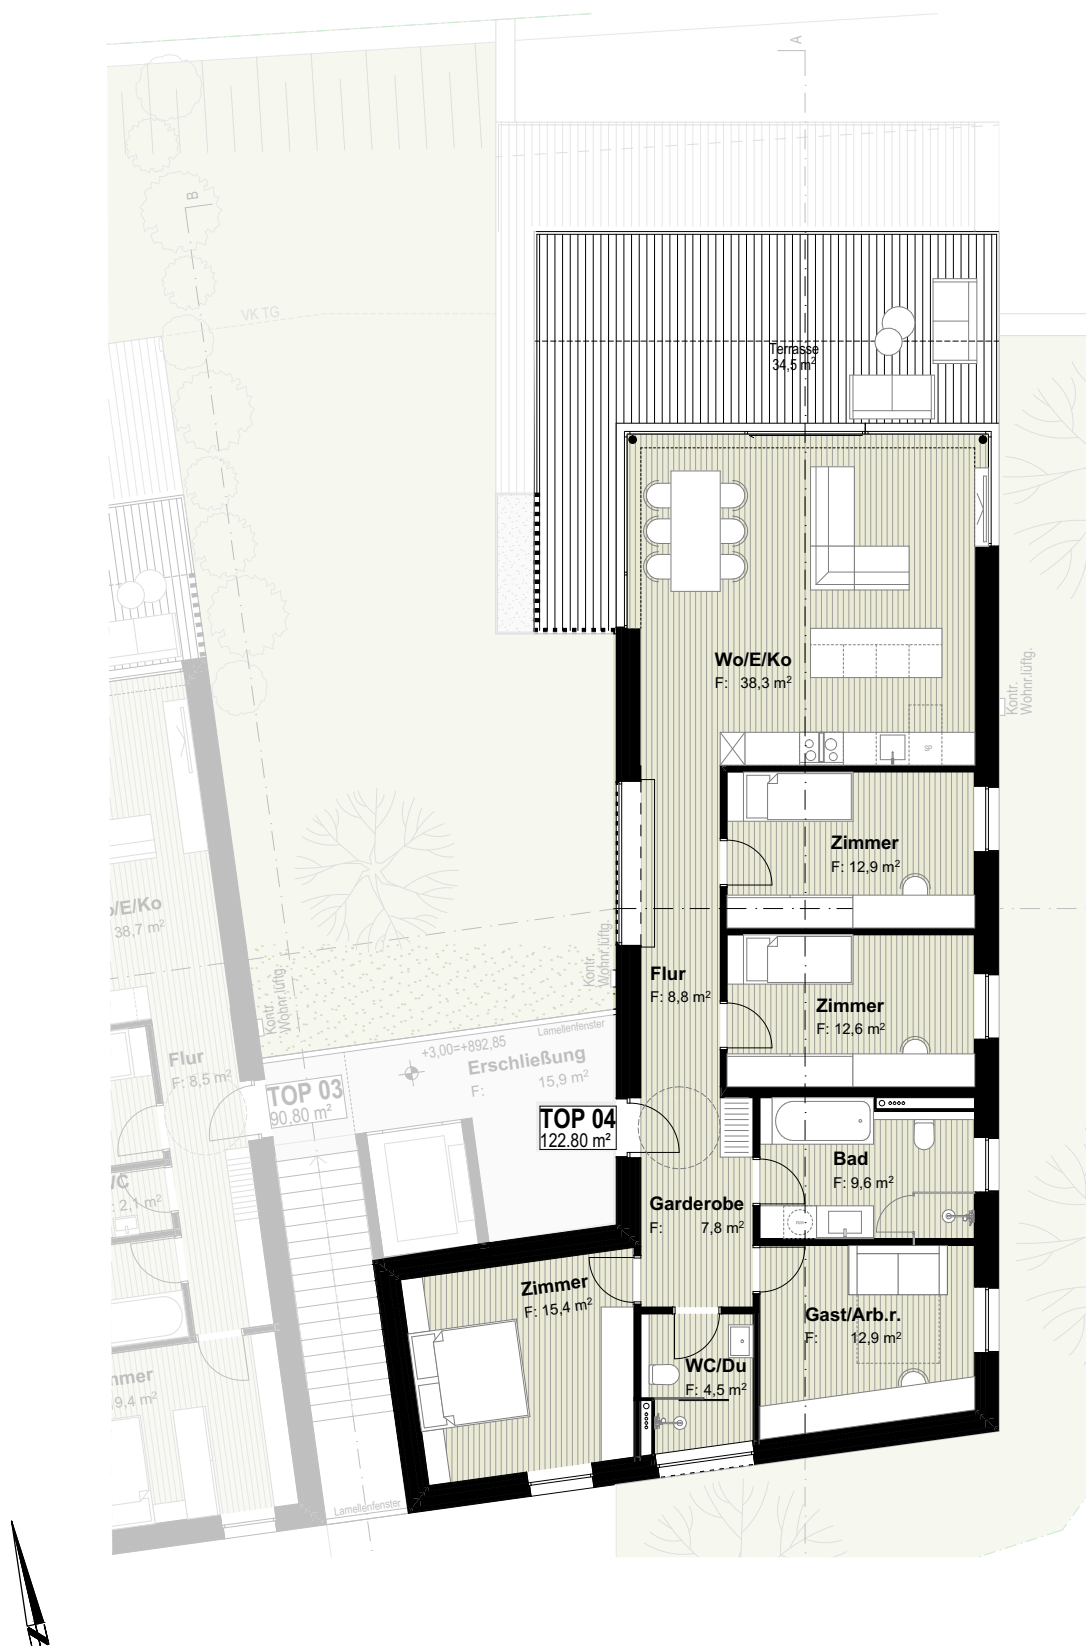 A
B
VK TG
Terrasse
34,5 m²
Wo/E/Ko
F: 38,3 m²
Kontr.
Wohnr.lüftg.
Zimmer
F: 12,9 m²
/E/Ko
38,7 m²
Kontr.
Wohnr.lüftg.
Kontr.
Wohnr.lüftg.
Flur
F: 8,8 m²
Zimmer
F: 12,6 m²
Lamellenfenster
+3,00=+892,85
Erschließung
F: 15,9 m²
Flur
F: 8,5 m²
TOP 03
90.80 m²
TOP 04
122.80 m²
Bad
F: 9,6 m²
C
2,1 m²
Garderobe
F: 7,8 m²
Zimmer
F: 15,4 m²
Gast/Arb.r.
F: 12,9 m²
WC/Du
F: 4,5 m²
mmer
9,4 m²
Lamellenfenster
N